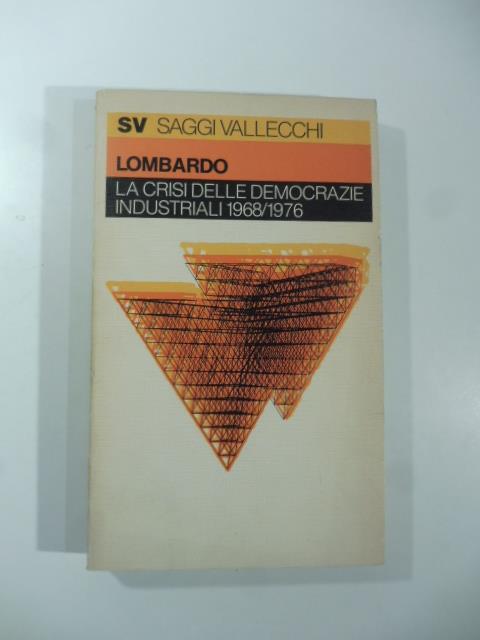 SV SAGGI VALLECCHI
LOMBARDO
LA CRISI DELLE DEMOCRAZIE
INDUSTRIALI 1968/1976